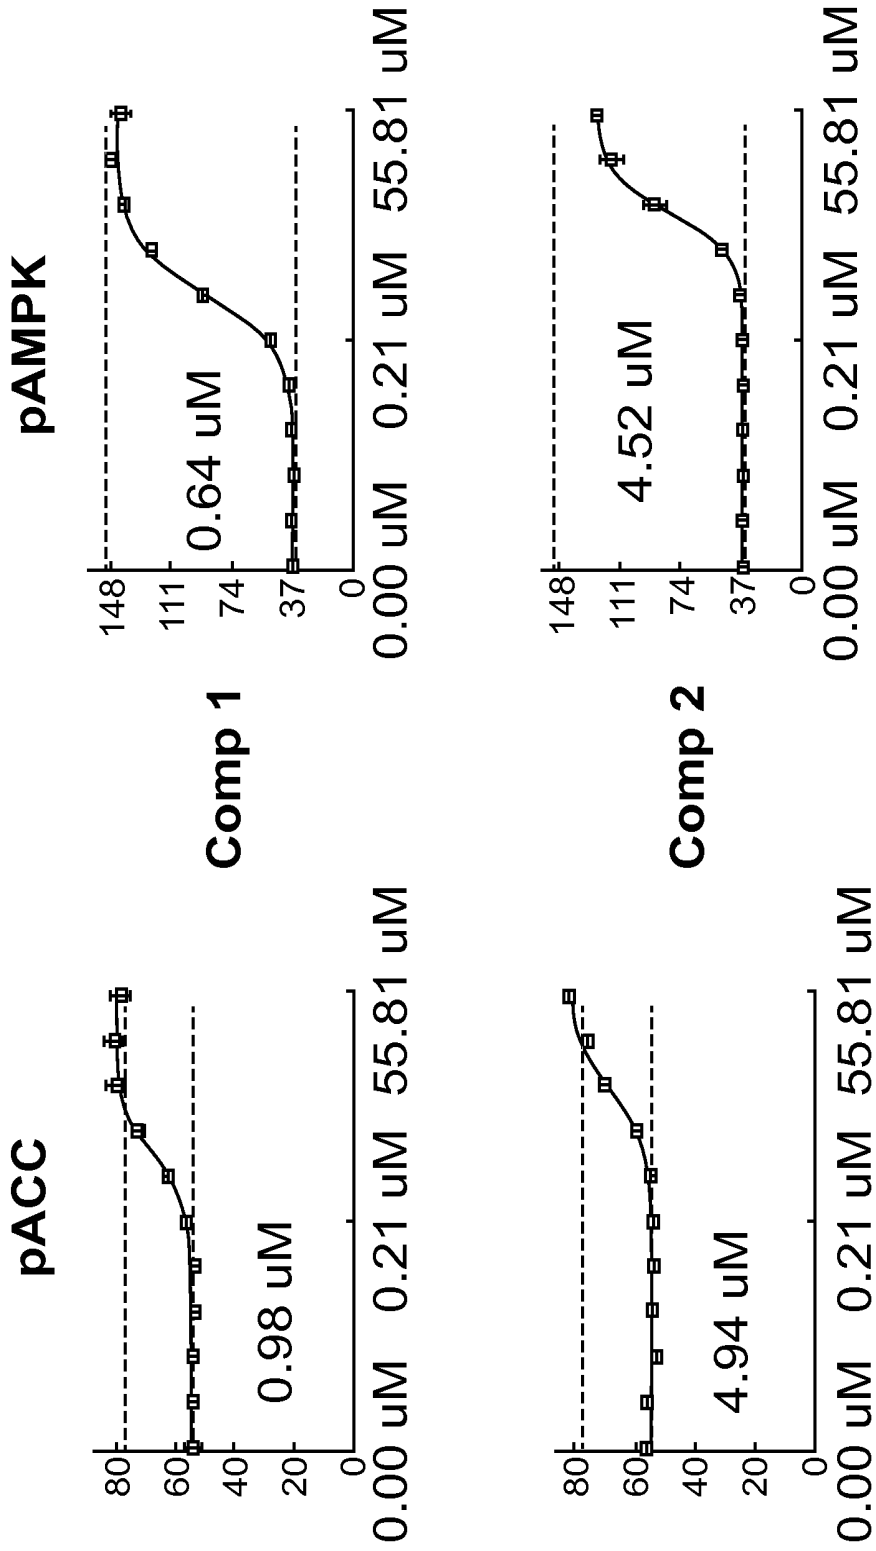 pACC
pAMPK
Comp 1
80
60
40
20
0
0.98 uM
0.00 uM
0.21 uM
55.81 uM
148
111
74
37
0
0.64 uM
0.00 uM
0.21 uM
55.81 uM
Comp 2
80
60
40
20
0
4.94 uM
0.00 uM
0.21 uM
55.81 uM
148
111
74
37
0
4.52 uM
0.00 uM
0.21 uM
55.81 uM